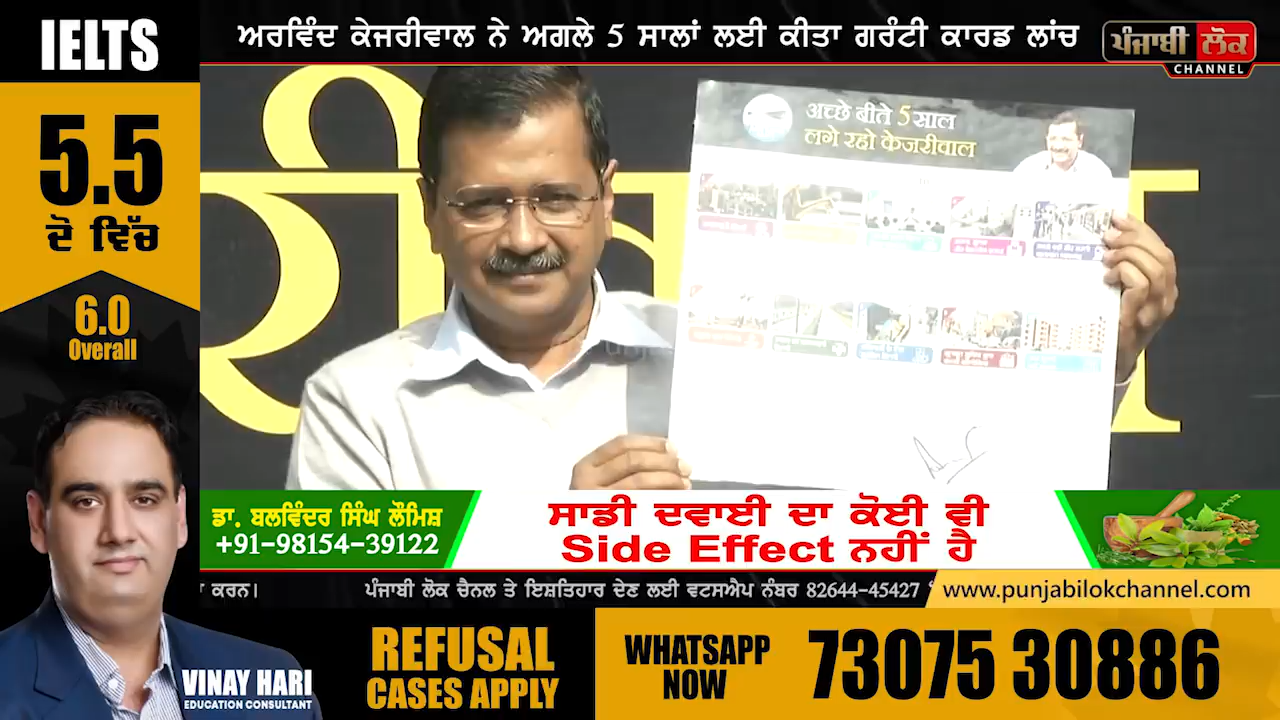 IELTS
5.5
ਦੋ ਵਿੱਚ
6.0
Overall
ਅਰਵਿੰਦ ਕੇਜਰੀਵਾਲ ਨੇ ਅਗਲੇ 5 ਸਾਲਾਂ ਲਈ ਕੀਤਾ ਗਰੰਟੀ ਕਾਰਡ ਲਾਂਚ
ਪੰਜਾਬੀ ਲੋਕ
CHANNEL
अच्छे बीते 5 साल
लगे रहो केजरीवाल
ਡਾ. ਬਲਵਿੰਦਰ ਸਿੰਘ ਲੌਮਿਸ਼
+91-98154-39122
ਸਾਡੀ ਦਵਾਈ ਦਾ ਕੋਈ ਵੀ
Side Effect ਨਹੀਂ ਹੈ
ਕਰਨ। ਪੰਜਾਬੀ ਲੋਕ ਚੈਨਲ ਤੇ ਇਸ਼ਤਿਹਾਰ ਦੇਣ ਲਈ ਵਟਸਐਪ ਨੰਬਰ 82644-45427
www.punjabilokchannel.com
VINAY HARI
EDUCATION CONSULTANT
REFUSAL
CASES APPLY
WHATSAPP
NOW
73075 30886